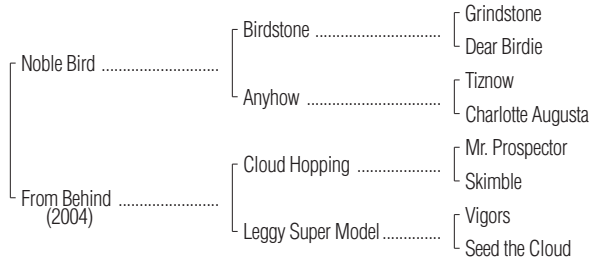 Grindstone
Birdstone ................................
Dear Birdie
Noble Bird ..............................
Tiznow
Anyhow ..................................
Charlotte Augusta
Mr. Prospector
Cloud Hopping .....................
Skimble
From Behind .........................
(2004)
Vigors
Leggy Super Model ..............
Seed the Cloud